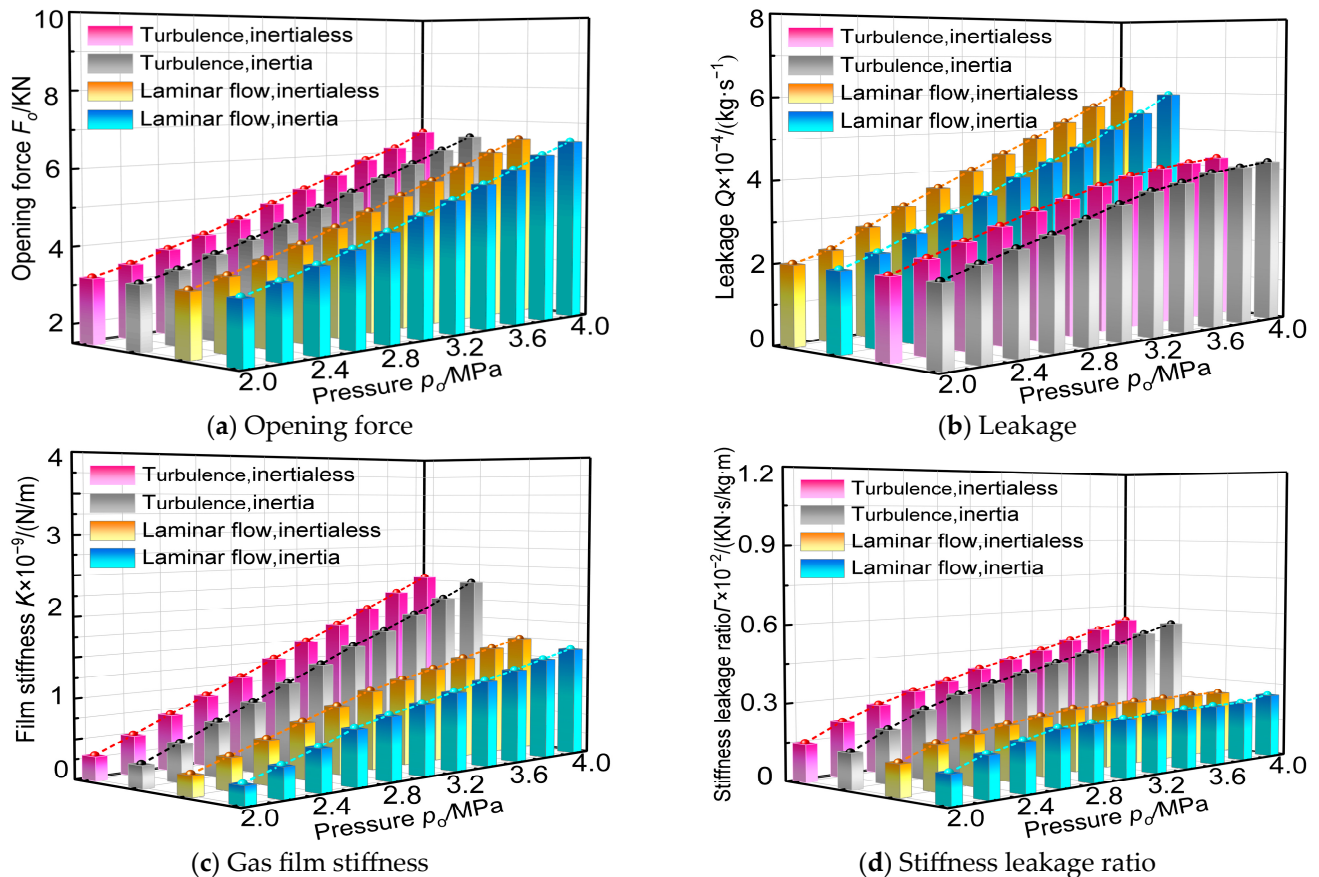 10
8
6
4
2
Opening force Fₒ/KN
Turbulence,inertialess
Turbulence,inertia
Laminar flow,inertialess
Laminar flow,inertia
2.0
2.4
2.8
3.2
3.6
4.0
Pressure pₒ/MPa
(a) Opening force
8
6
4
2
0
Leakage Q×10⁻⁴/(kg·s⁻¹)
Turbulence,inertialess
Turbulence,inertia
Laminar flow,inertialess
Laminar flow,inertia
2.0
2.4
2.8
3.2
3.6
4.0
Pressure pₒ/MPa
(b) Leakage
4
3
2
1
0
Film stiffness K×10⁻⁹/(N/m)
Turbulence,inertialess
Turbulence,inertia
Laminar flow,inertialess
Laminar flow,inertia
2.0
2.4
2.8
3.2
3.6
4.0
Pressure pₒ/MPa
(c) Gas film stiffness
1.2
0.9
0.6
0.3
0
Stiffness leakage ratio/Γ×10⁻²/(KN·s/kg·m)
Turbulence,inertialess
Turbulence,inertia
Laminar flow,inertialess
Laminar flow,inertia
2.0
2.4
2.8
3.2
3.6
4.0
Pressure pₒ/MPa
(d) Stiffness leakage ratio